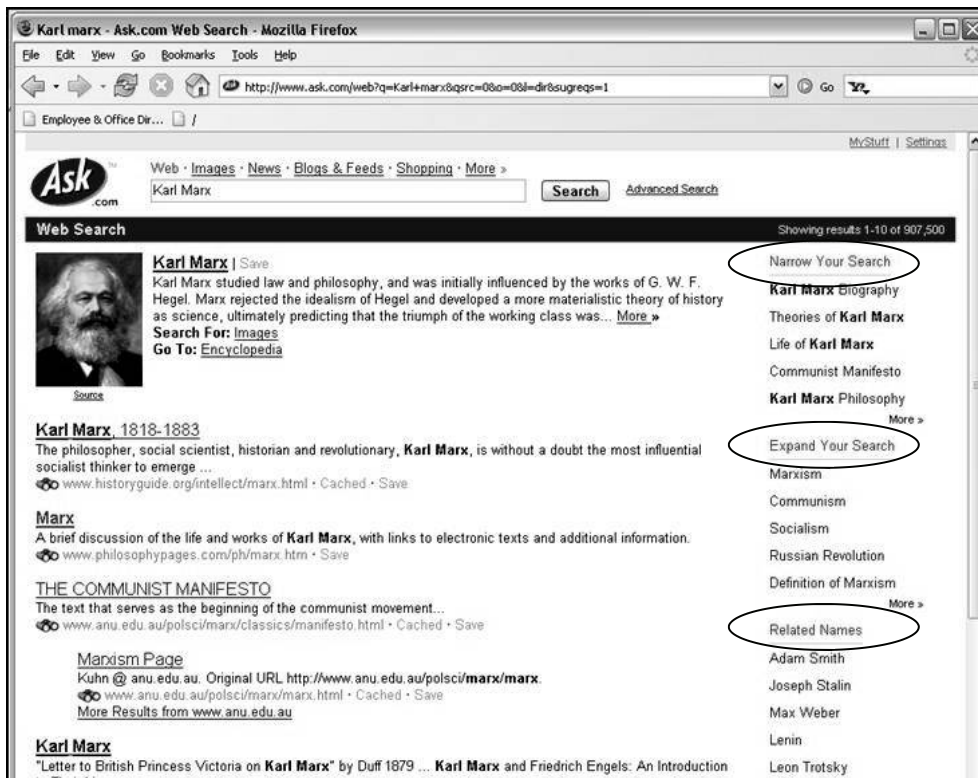 Karl marx - Ask.com Web Search - Mozilla Firefox
File Edit View Go Bookmarks Tools Help
http://www.ask.com/web?q=Karl+marx&qsrc=0&o=0&l=dir&sugreqs=1 Go
Employee & Office Dir... /
MyStuff | Settings
Ask.com™
Web · Images · News · Blogs & Feeds · Shopping · More »
Karl Marx Search Advanced Search
Web Search Showing results 1-10 of 907,500
Karl Marx | Save
Karl Marx studied law and philosophy, and was initially influenced by the works of G. W. F.
Hegel. Marx rejected the idealism of Hegel and developed a more materialistic theory of history
as science, ultimately predicting that the triumph of the working class was... More »
Search For: Images
Go To: Encyclopedia
Source
Karl Marx, 1818-1883
The philosopher, social scientist, historian and revolutionary, Karl Marx, is without a doubt the most influential
socialist thinker to emerge ...
www.historyguide.org/intellect/marx.html · Cached · Save
Marx
A brief discussion of the life and works of Karl Marx, with links to electronic texts and additional information.
www.philosophypages.com/ph/marx.htm · Save
THE COMMUNIST MANIFESTO
The text that serves as the beginning of the communist movement...
www.anu.edu.au/polsci/marx/classics/manifesto.html · Cached · Save
Marxism Page
Kuhn @ anu.edu.au. Original URL http://www.anu.edu.au/polsci/marx/marx.
www.anu.edu.au/polsci/marx/marx.html · Cached · Save
More Results from www.anu.edu.au
Karl Marx
"Letter to British Princess Victoria on Karl Marx" by Duff 1879 ... Karl Marx and Friedrich Engels: An Introduction
Narrow Your Search
Karl Marx Biography
Theories of Karl Marx
Life of Karl Marx
Communist Manifesto
Karl Marx Philosophy
More »
Expand Your Search
Marxism
Communism
Socialism
Russian Revolution
Definition of Marxism
More »
Related Names
Adam Smith
Joseph Stalin
Max Weber
Lenin
Leon Trotsky